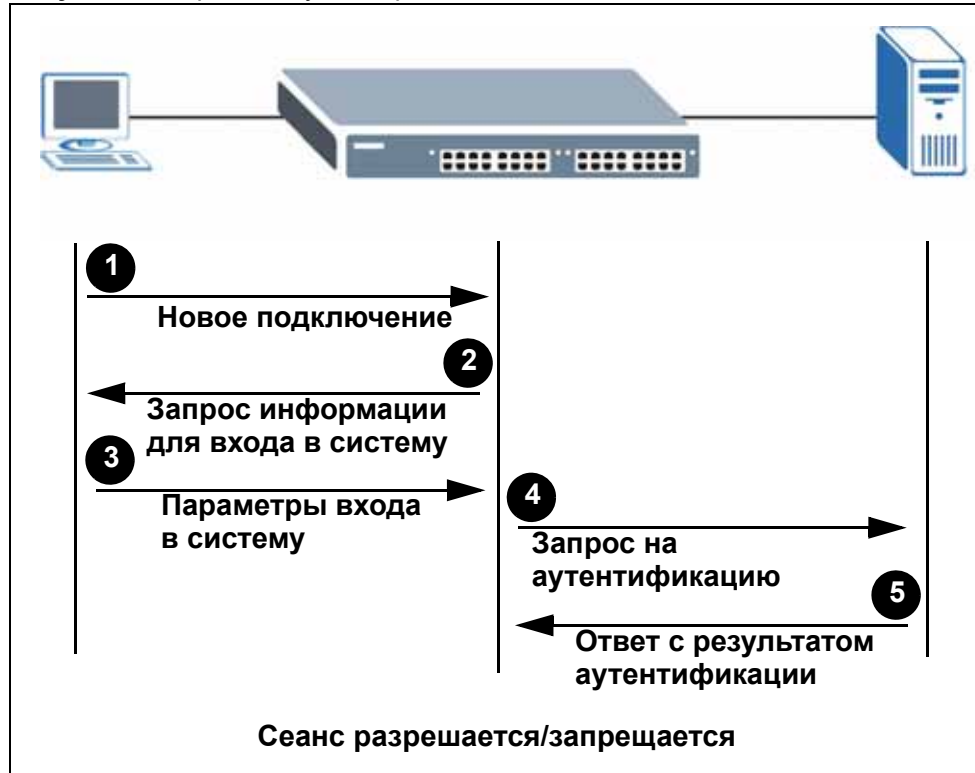 1
Новое подключение
2
Запрос информации
для входа в систему
3
Параметры входа
в систему
4
Запрос на
аутентификацию
5
Ответ с результатом
аутентификации
Сеанс разрешается/запрещается